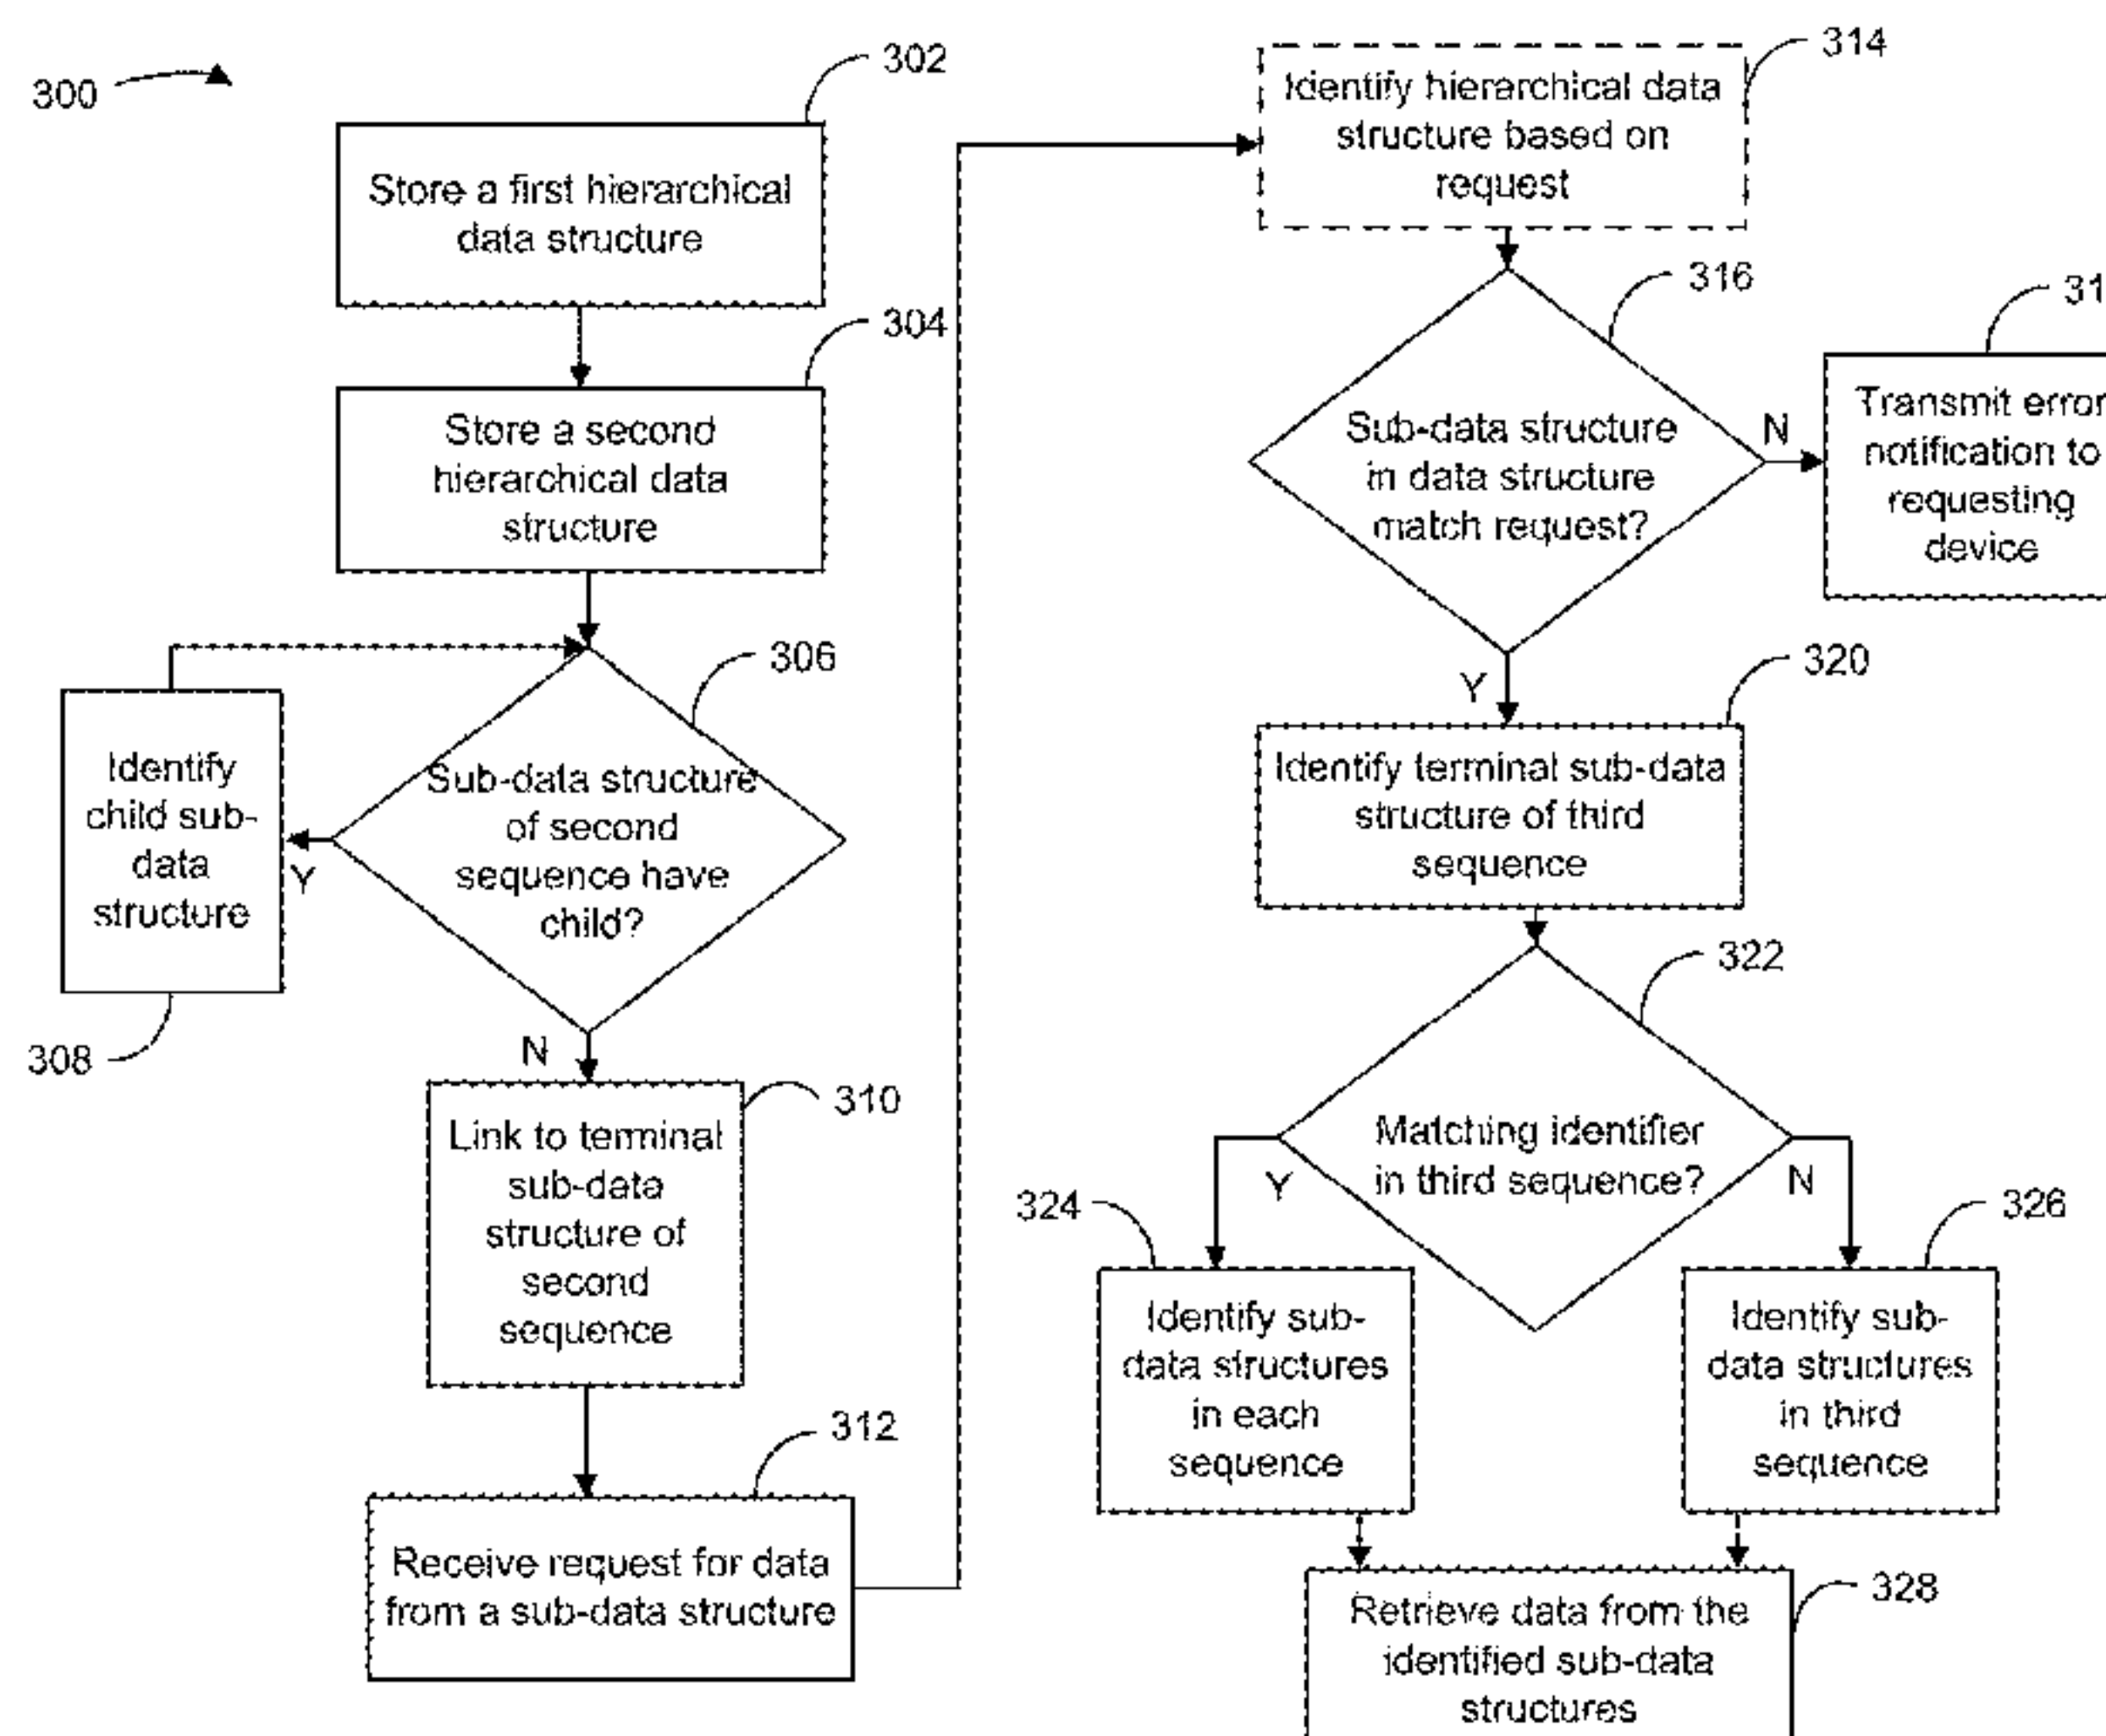 300
302
Store a first hierarchical
data structure
304
Store a second
hierarchical data
structure
306
Sub-data structure
of second
sequence have
child?
Y
Identify
child sub-
data
structure
308
N
310
Link to terminal
sub-data
structure of
second
sequence
312
Receive request for data
from a sub-data structure
314
Identify hierarchical data
structure based on
request
316
Sub-data structure
in data structure
match request?
N
31
Transmit error
notification to
requesting
device
Y
320
Identify terminal sub-data
structure of third
sequence
322
Matching identifier
in third sequence?
Y
N
324
Identify sub-
data structures
in each
sequence
326
Identify sub-
data structures
in third
sequence
328
Retrieve data from the
identified sub-data
structures